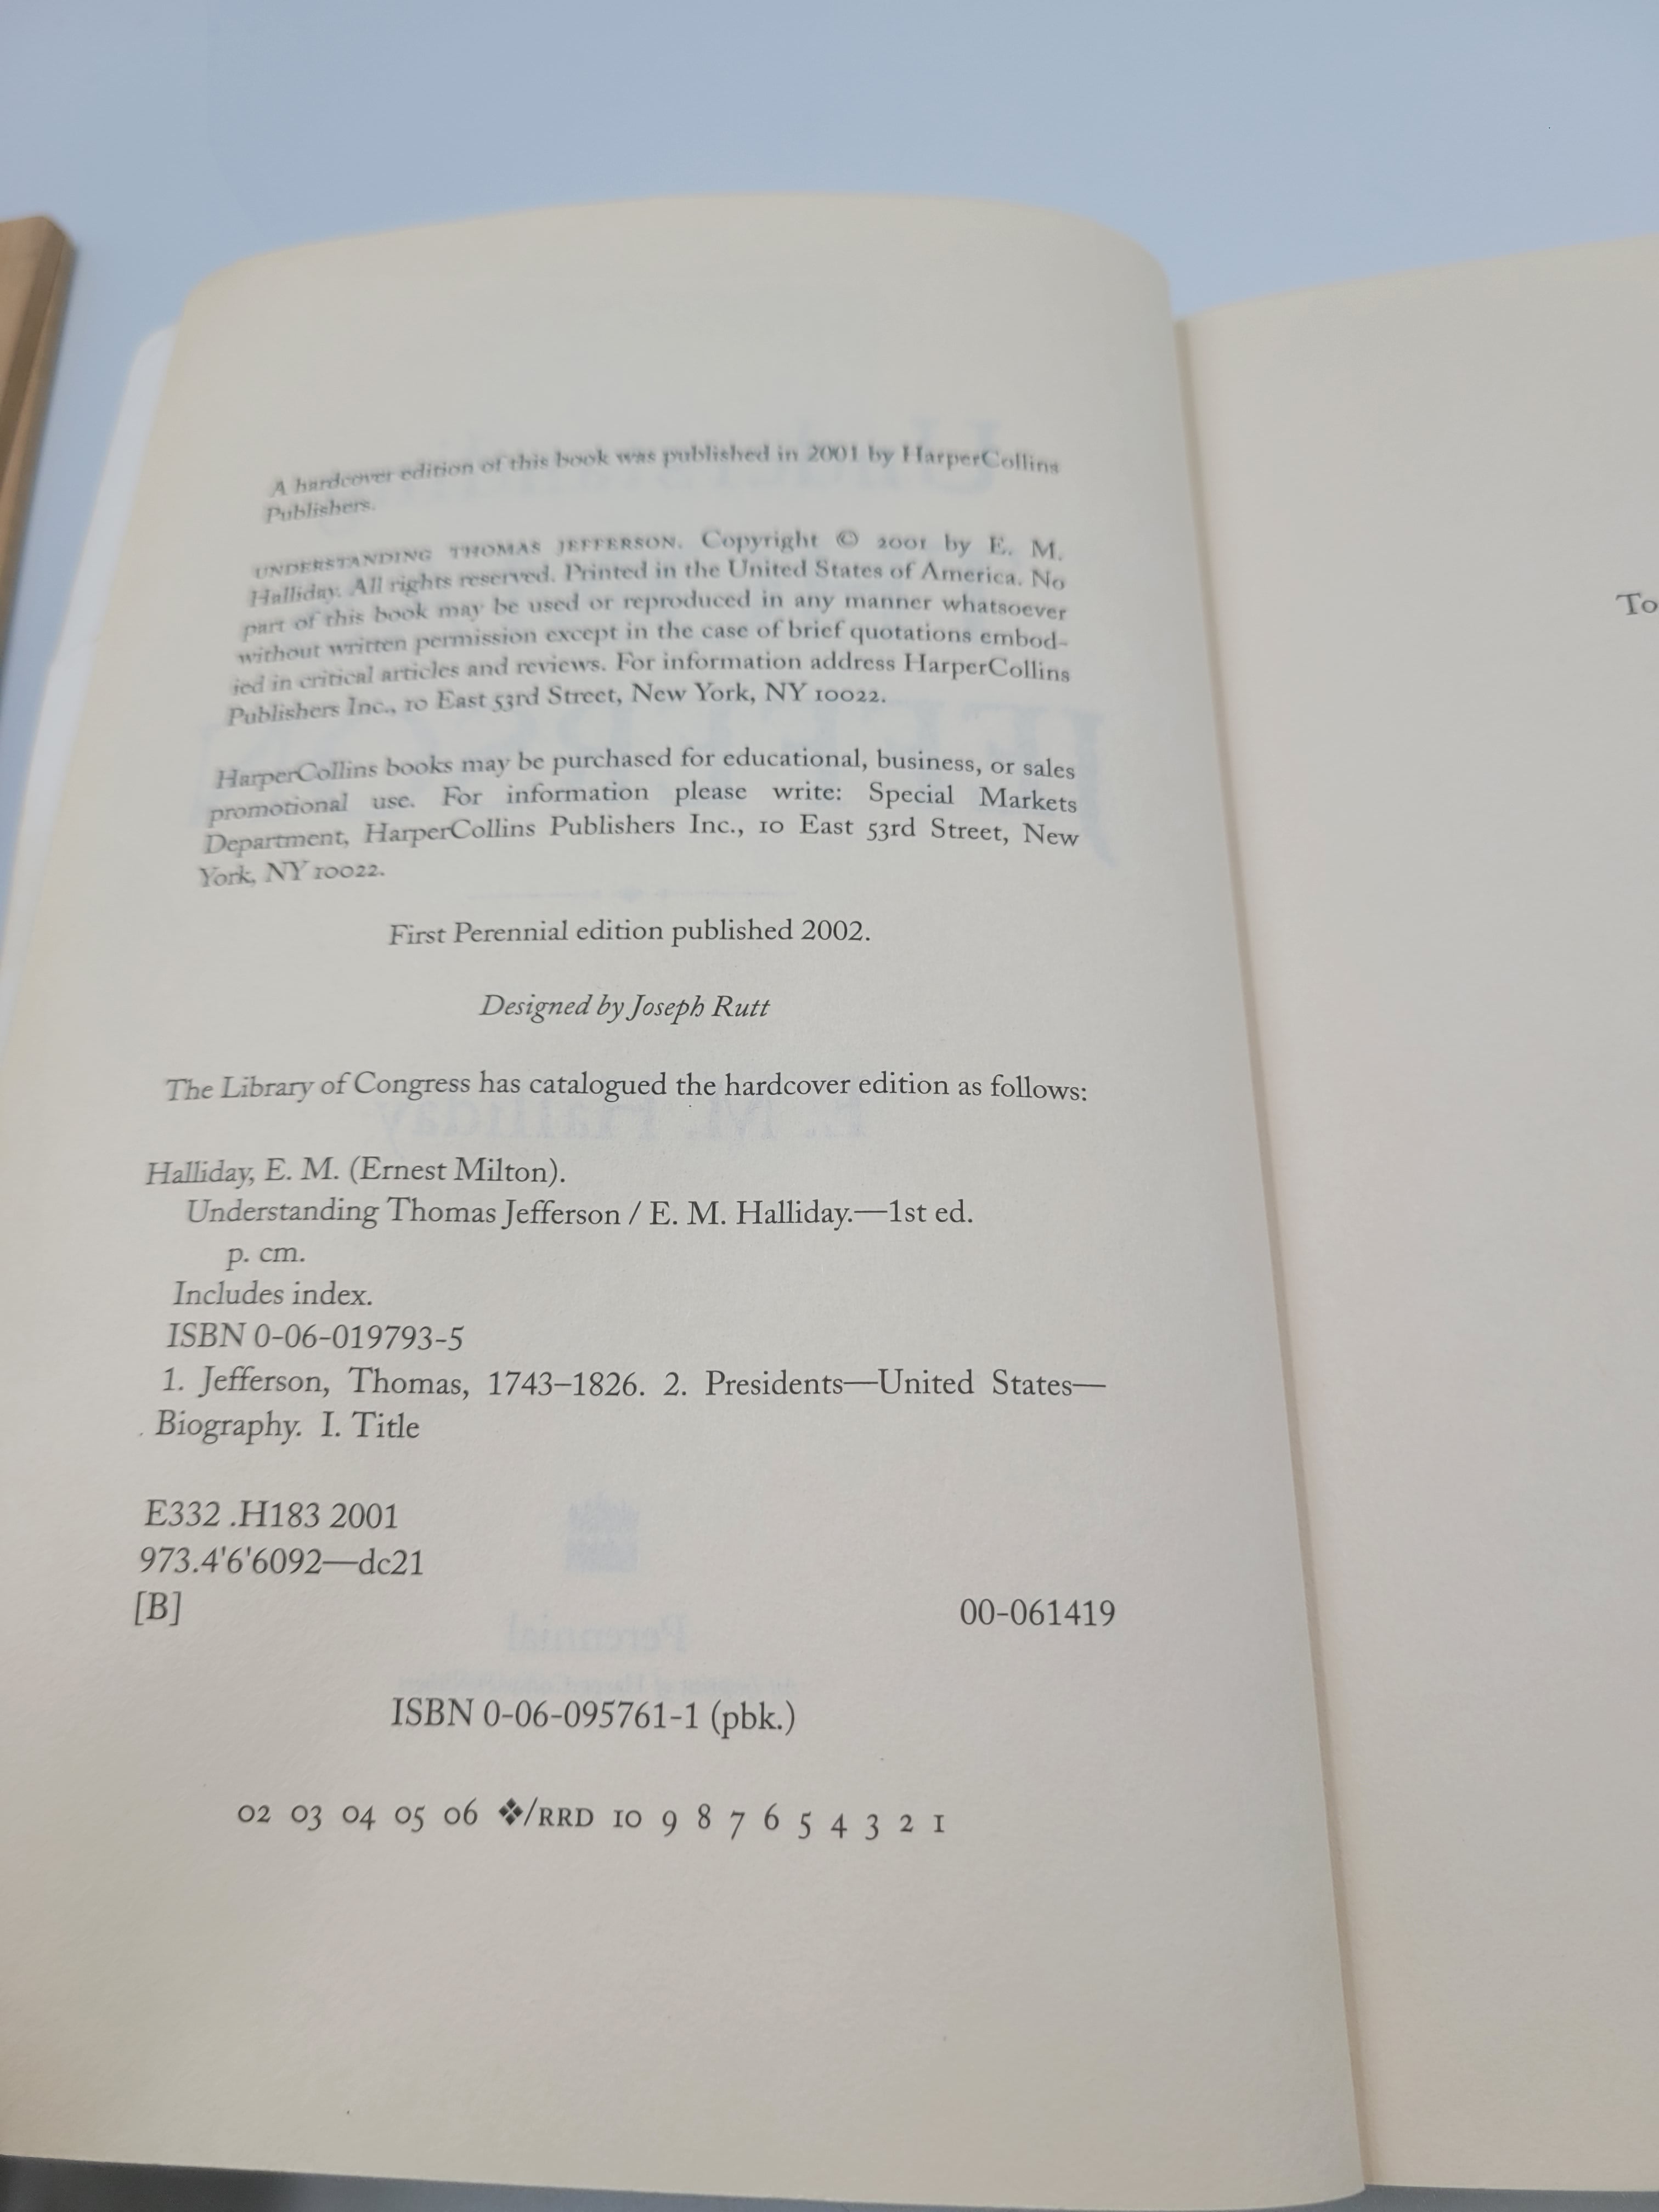 A hardcover edition of this book was published in 2001 by HarperCollins
Publishers.
UNDERSTANDING THOMAS JEFFERSON. Copyright © 2001 by E. M.
Halliday. All rights reserved. Printed in the United States of America. No
part of this book may be used or reproduced in any manner whatsoever
without written permission except in the case of brief quotations embod-
ied in critical articles and reviews. For information address HarperCollins
Publishers Inc., 10 East 53rd Street, New York, NY 10022.
HarperCollins books may be purchased for educational, business, or sales
promotional use. For information please write: Special Markets
Department, HarperCollins Publishers Inc., 10 East 53rd Street, New
York, NY 10022.
First Perennial edition published 2002.
Designed by Joseph Rutt
The Library of Congress has catalogued the hardcover edition as follows:
Halliday, E. M. (Ernest Milton).
Understanding Thomas Jefferson / E. M. Halliday.—1st ed.
p. cm.
Includes index.
ISBN 0-06-019793-5
1. Jefferson, Thomas, 1743–1826. 2. Presidents—United States—
Biography. I. Title
E332 .H183 2001
973.4'6'6092—dc21
[B] 00-061419
ISBN 0-06-095761-1 (pbk.)
02 03 04 05 06 ❖/RRD 10 9 8 7 6 5 4 3 2 1
To